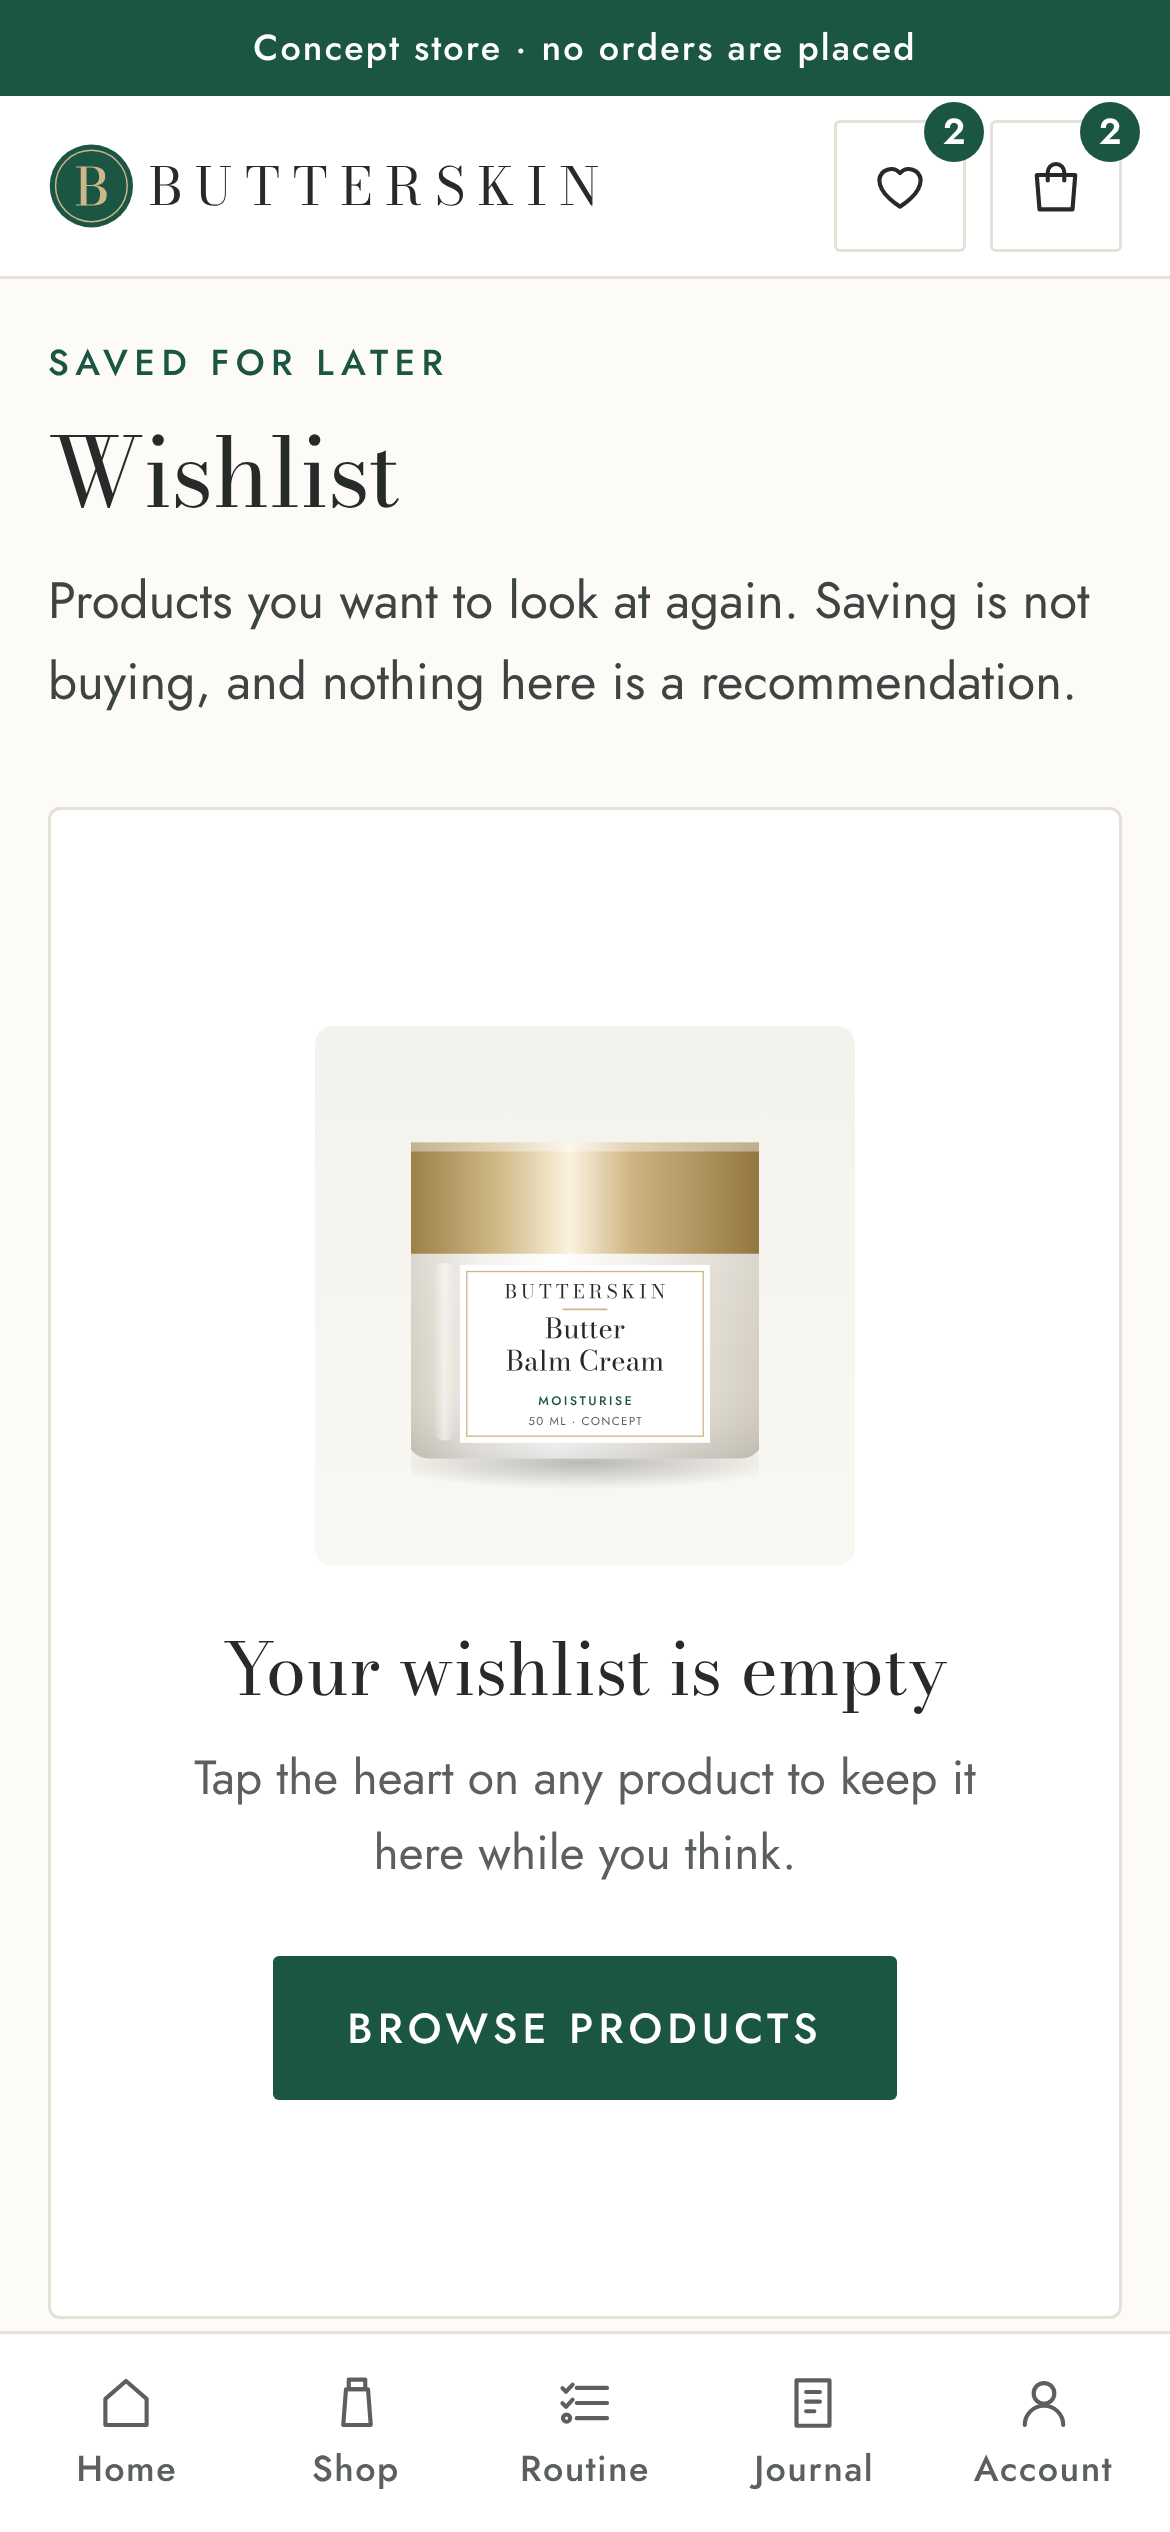 Concept store · no orders are placed
B BUTTERSKIN
2
2
SAVED FOR LATER
Wishlist
Products you want to look at again. Saving is not
buying, and nothing here is a recommendation.
BUTTERSKIN
Butter
Balm Cream
MOISTURISE
50 ML · CONCEPT
Your wishlist is empty
Tap the heart on any product to keep it
here while you think.
BROWSE PRODUCTS
Home
Shop
Routine
Journal
Account